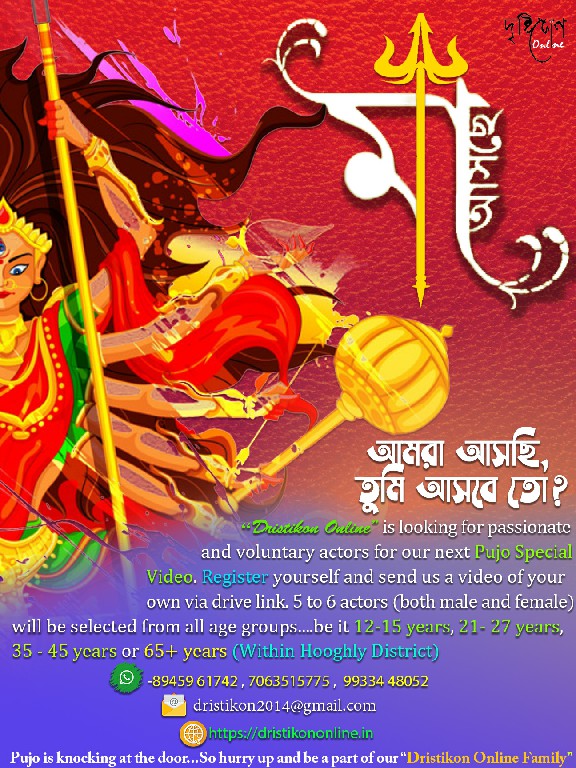 দৃষ্টিকোণ
Online
মা
আসছে
আমরা আসছি,
তুমি আসবে তো?
“Dristikon Online” is looking for passionate
and voluntary actors for our next Pujo Special
Video. Register yourself and send us a video of your
own via drive link. 5 to 6 actors (both male and female)
will be selected from all age groups....be it 12-15 years, 21- 27 years,
35 - 45 years or 65+ years (Within Hooghly District)
-89459 61742 , 7063515775 , 99334 48052
dristikon2014@gmail.com
https://dristikononline.in
Pujo is knocking at the door...So hurry up and be a part of our “Dristikon Online Family”